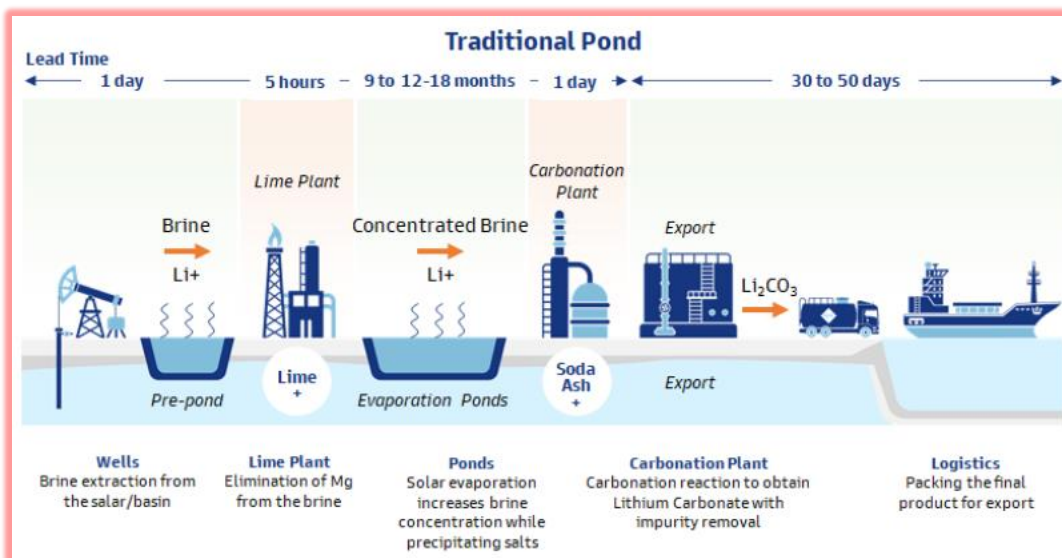 Traditional Pond
Lead Time
1 day
5 hours
9 to 12-18 months
1 day
30 to 50 days
Lime Plant
Carbonation
Plant
Brine
Li+
Concentrated Brine
Li+
Export
Li₂CO₃
Pre-pond
Lime
+
Evaporation Ponds
Soda
Ash
+
Export
Wells
Brine extraction from
the salar/basin
Lime Plant
Elimination of Mg
from the brine
Ponds
Solar evaporation
increases brine
concentration while
precipitating salts
Carbonation Plant
Carbonation reaction to obtain
Lithium Carbonate with
impurity removal
Logistics
Packing the final
product for export